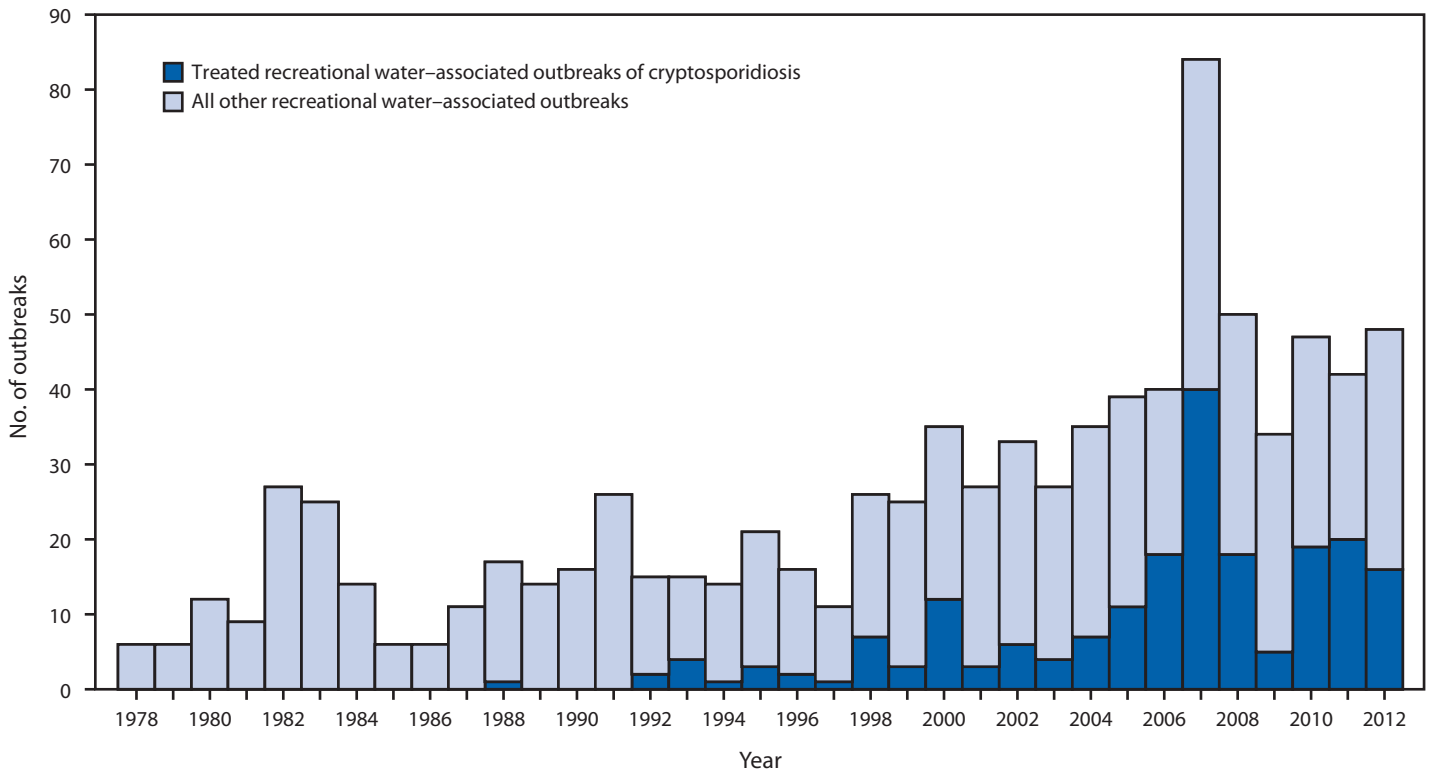 90
80
70
60
50
40
30
20
10
0
No. of outbreaks
Treated recreational water–associated outbreaks of cryptosporidiosis
All other recreational water–associated outbreaks
1978 1980 1982 1984 1986 1988 1990 1992 1994 1996 1998 2000 2002 2004 2006 2008 2010 2012
Year